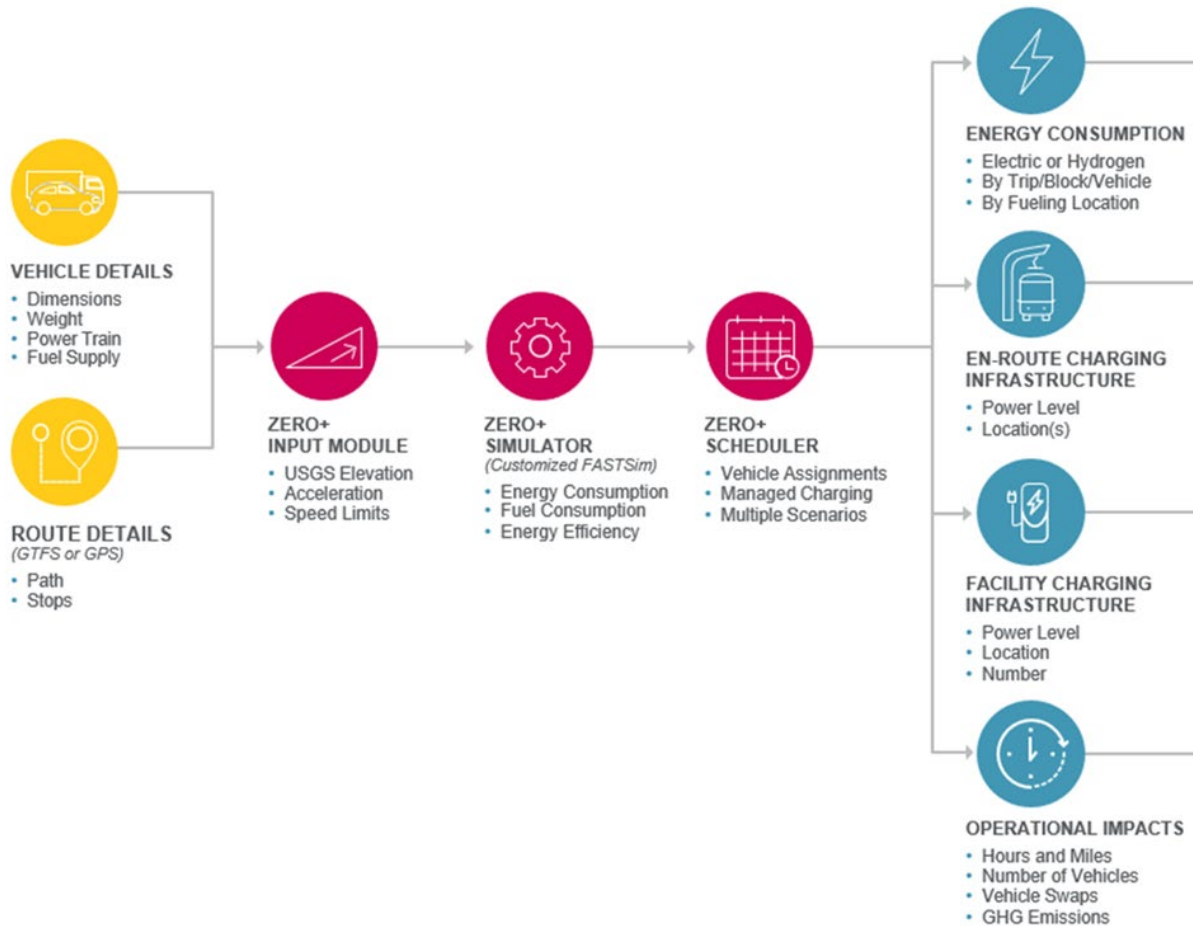 VEHICLE DETAILS
• Dimensions
• Weight
• Power Train
• Fuel Supply
ROUTE DETAILS
(GTFS or GPS)
• Path
• Stops
ZERO+
INPUT MODULE
• USGS Elevation
• Acceleration
• Speed Limits
ZERO+
SIMULATOR
(Customized FASTSim)
• Energy Consumption
• Fuel Consumption
• Energy Efficiency
ZERO+
SCHEDULER
• Vehicle Assignments
• Managed Charging
• Multiple Scenarios
ENERGY CONSUMPTION
• Electric or Hydrogen
• By Trip/Block/Vehicle
• By Fueling Location
EN-ROUTE CHARGING
INFRASTRUCTURE
• Power Level
• Location(s)
FACILITY CHARGING
INFRASTRUCTURE
• Power Level
• Location
• Number
OPERATIONAL IMPACTS
• Hours and Miles
• Number of Vehicles
• Vehicle Swaps
• GHG Emissions